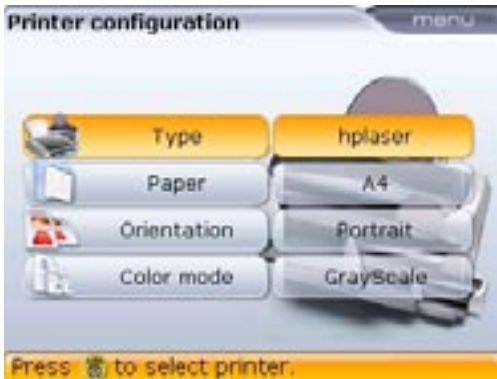 Printer configuration menu
Type hplaser
Paper A4
Orientation Portrait
Color mode GrayScale
Press to select printer.